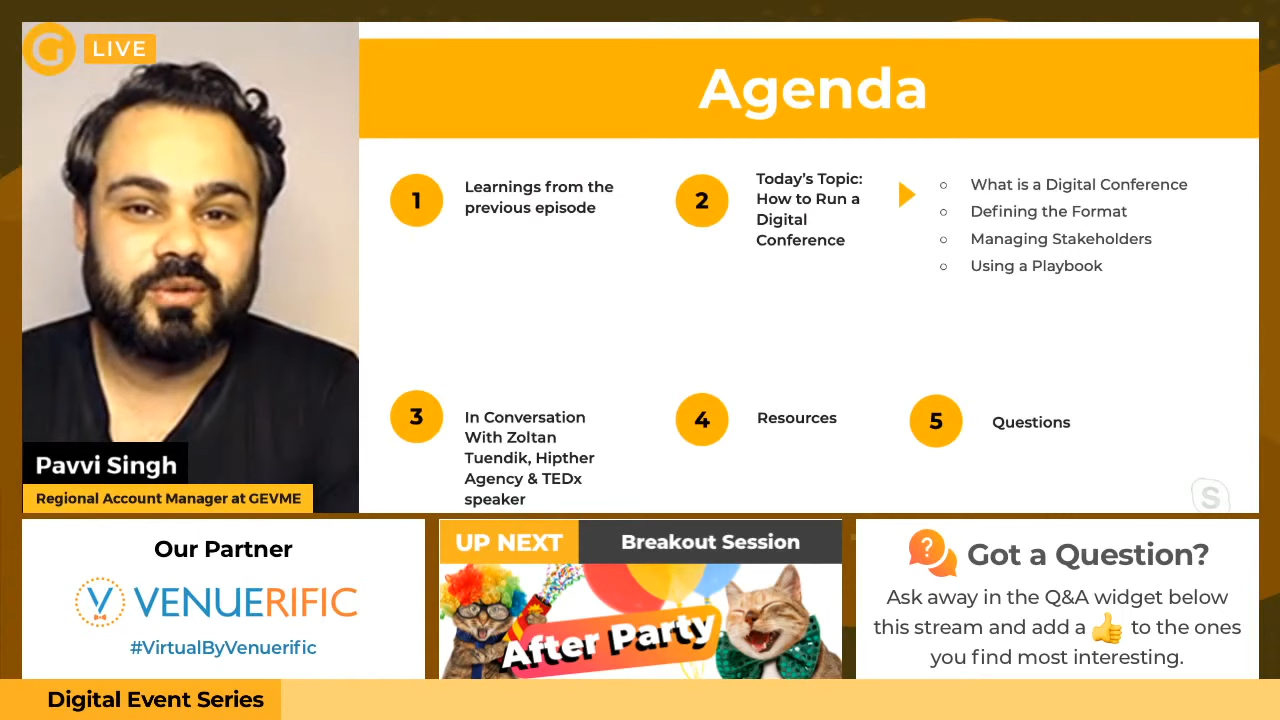 G LIVE
Agenda
1
Learnings from the
previous episode
2
Today's Topic:
How to Run a
Digital
Conference
○ What is a Digital Conference
○ Defining the Format
○ Managing Stakeholders
○ Using a Playbook
3
In Conversation
With Zoltan
Tuendik, Hipther
Agency & TEDx
speaker
4
Resources
5
Questions
S
Pavvi Singh
Regional Account Manager at GEVME
Our Partner
V VENUERIFIC
#VirtualByVenuerific
UP NEXT
Breakout Session
After Party
? Got a Question?
Ask away in the Q&A widget below
this stream and add a 👍 to the ones
you find most interesting.
Digital Event Series